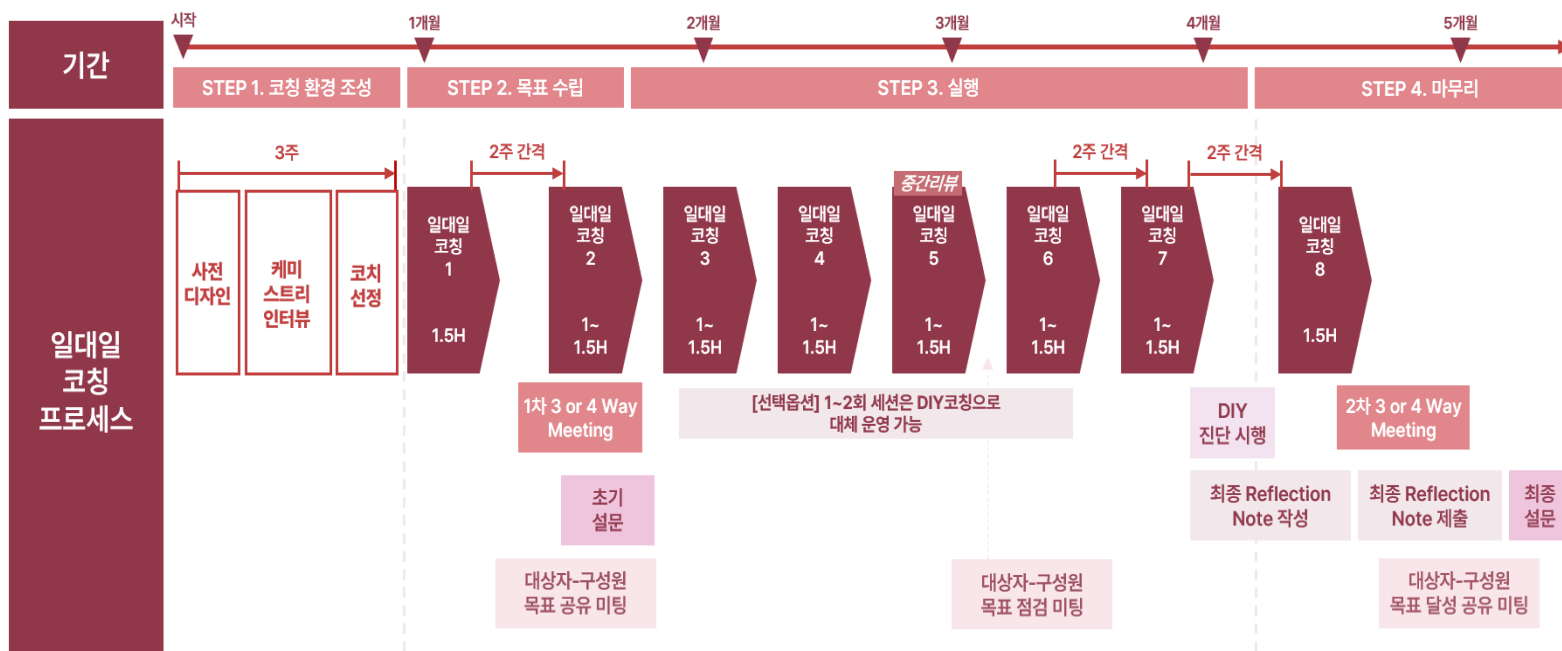 시작
1개월
2개월
3개월
4개월
5개월
기간
STEP 1. 코칭 환경 조성
STEP 2. 목표 수립
STEP 3. 실행
STEP 4. 마무리
일대일
코칭
프로세스
3주
2주 간격
2주 간격
2주 간격
사전
디자인
케미
스트리
인터뷰
코치
선정
일대일
코칭
1
1.5H
일대일
코칭
2
1~
1.5H
일대일
코칭
3
1~
1.5H
일대일
코칭
4
1~
1.5H
중간리뷰
일대일
코칭
5
1~
1.5H
일대일
코칭
6
1~
1.5H
일대일
코칭
7
1~
1.5H
일대일
코칭
8
1.5H
1차 3 or 4 Way
Meeting
[선택옵션] 1~2회 세션은 DIY코칭으로
대체 운영 가능
DIY
진단 시행
2차 3 or 4 Way
Meeting
초기
설문
최종 Reflection
Note 작성
최종 Reflection
Note 제출
최종
설문
대상자-구성원
목표 공유 미팅
대상자-구성원
목표 점검 미팅
대상자-구성원
목표 달성 공유 미팅